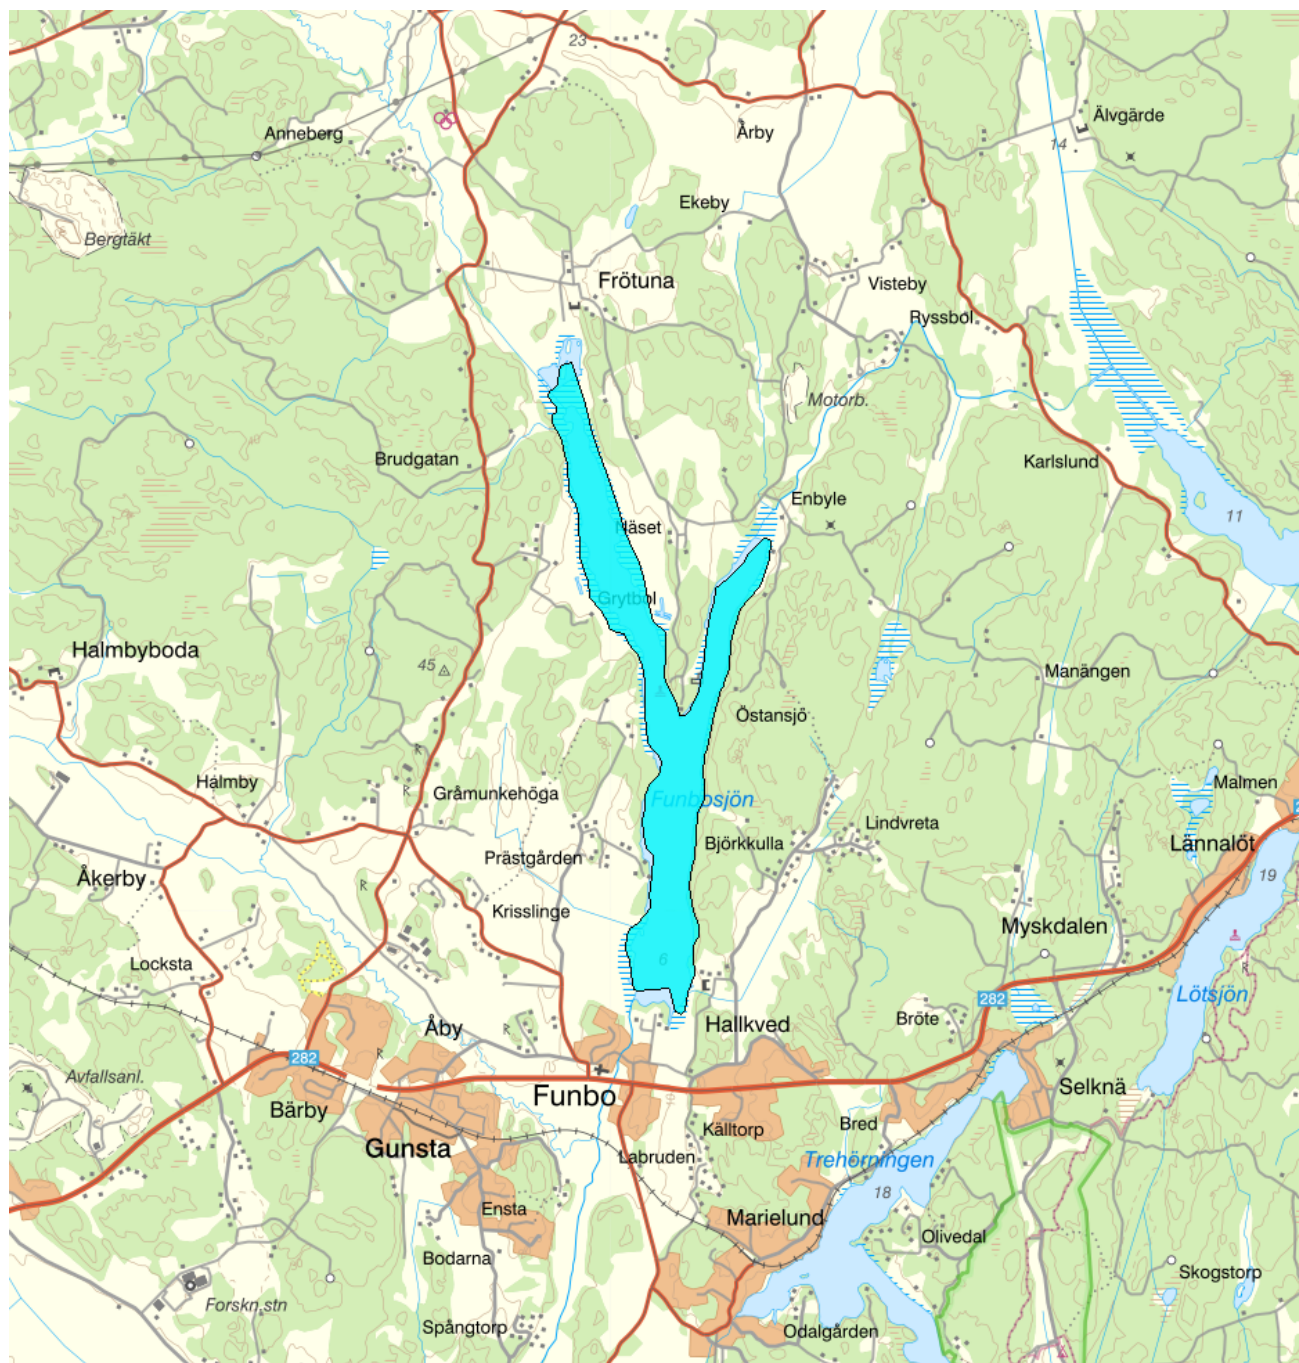 23
Älvgärde
Anneberg
Årby
14
Ekeby
Bergtäkt
Frötuna
Visteby
Ryssbol
Motorb.
Brudgatan
Karlslund
Enbyle
Näset
11
Grytbol
Halmbyboda
45
Manängen
Östansjö
Halmby
Gråmunkehöga
Funbosjön
Malmen
Lindvreta
Björkkulla
Lännalöt
Prästgården
Åkerby
19
Krisslinge
Myskdalen
Locksta
6
282
Lötsjön
Åby
Hallkved
Bröte
282
Avfallsanl.
Funbo
Selknä
Bärby
Källtorp
Bred
Gunsta
Labruden
Trehörningen
18
Ensta
Marielund
Olivedal
Bodarna
Skogstorp
Forskn.stn
Spångtorp
Odalgården